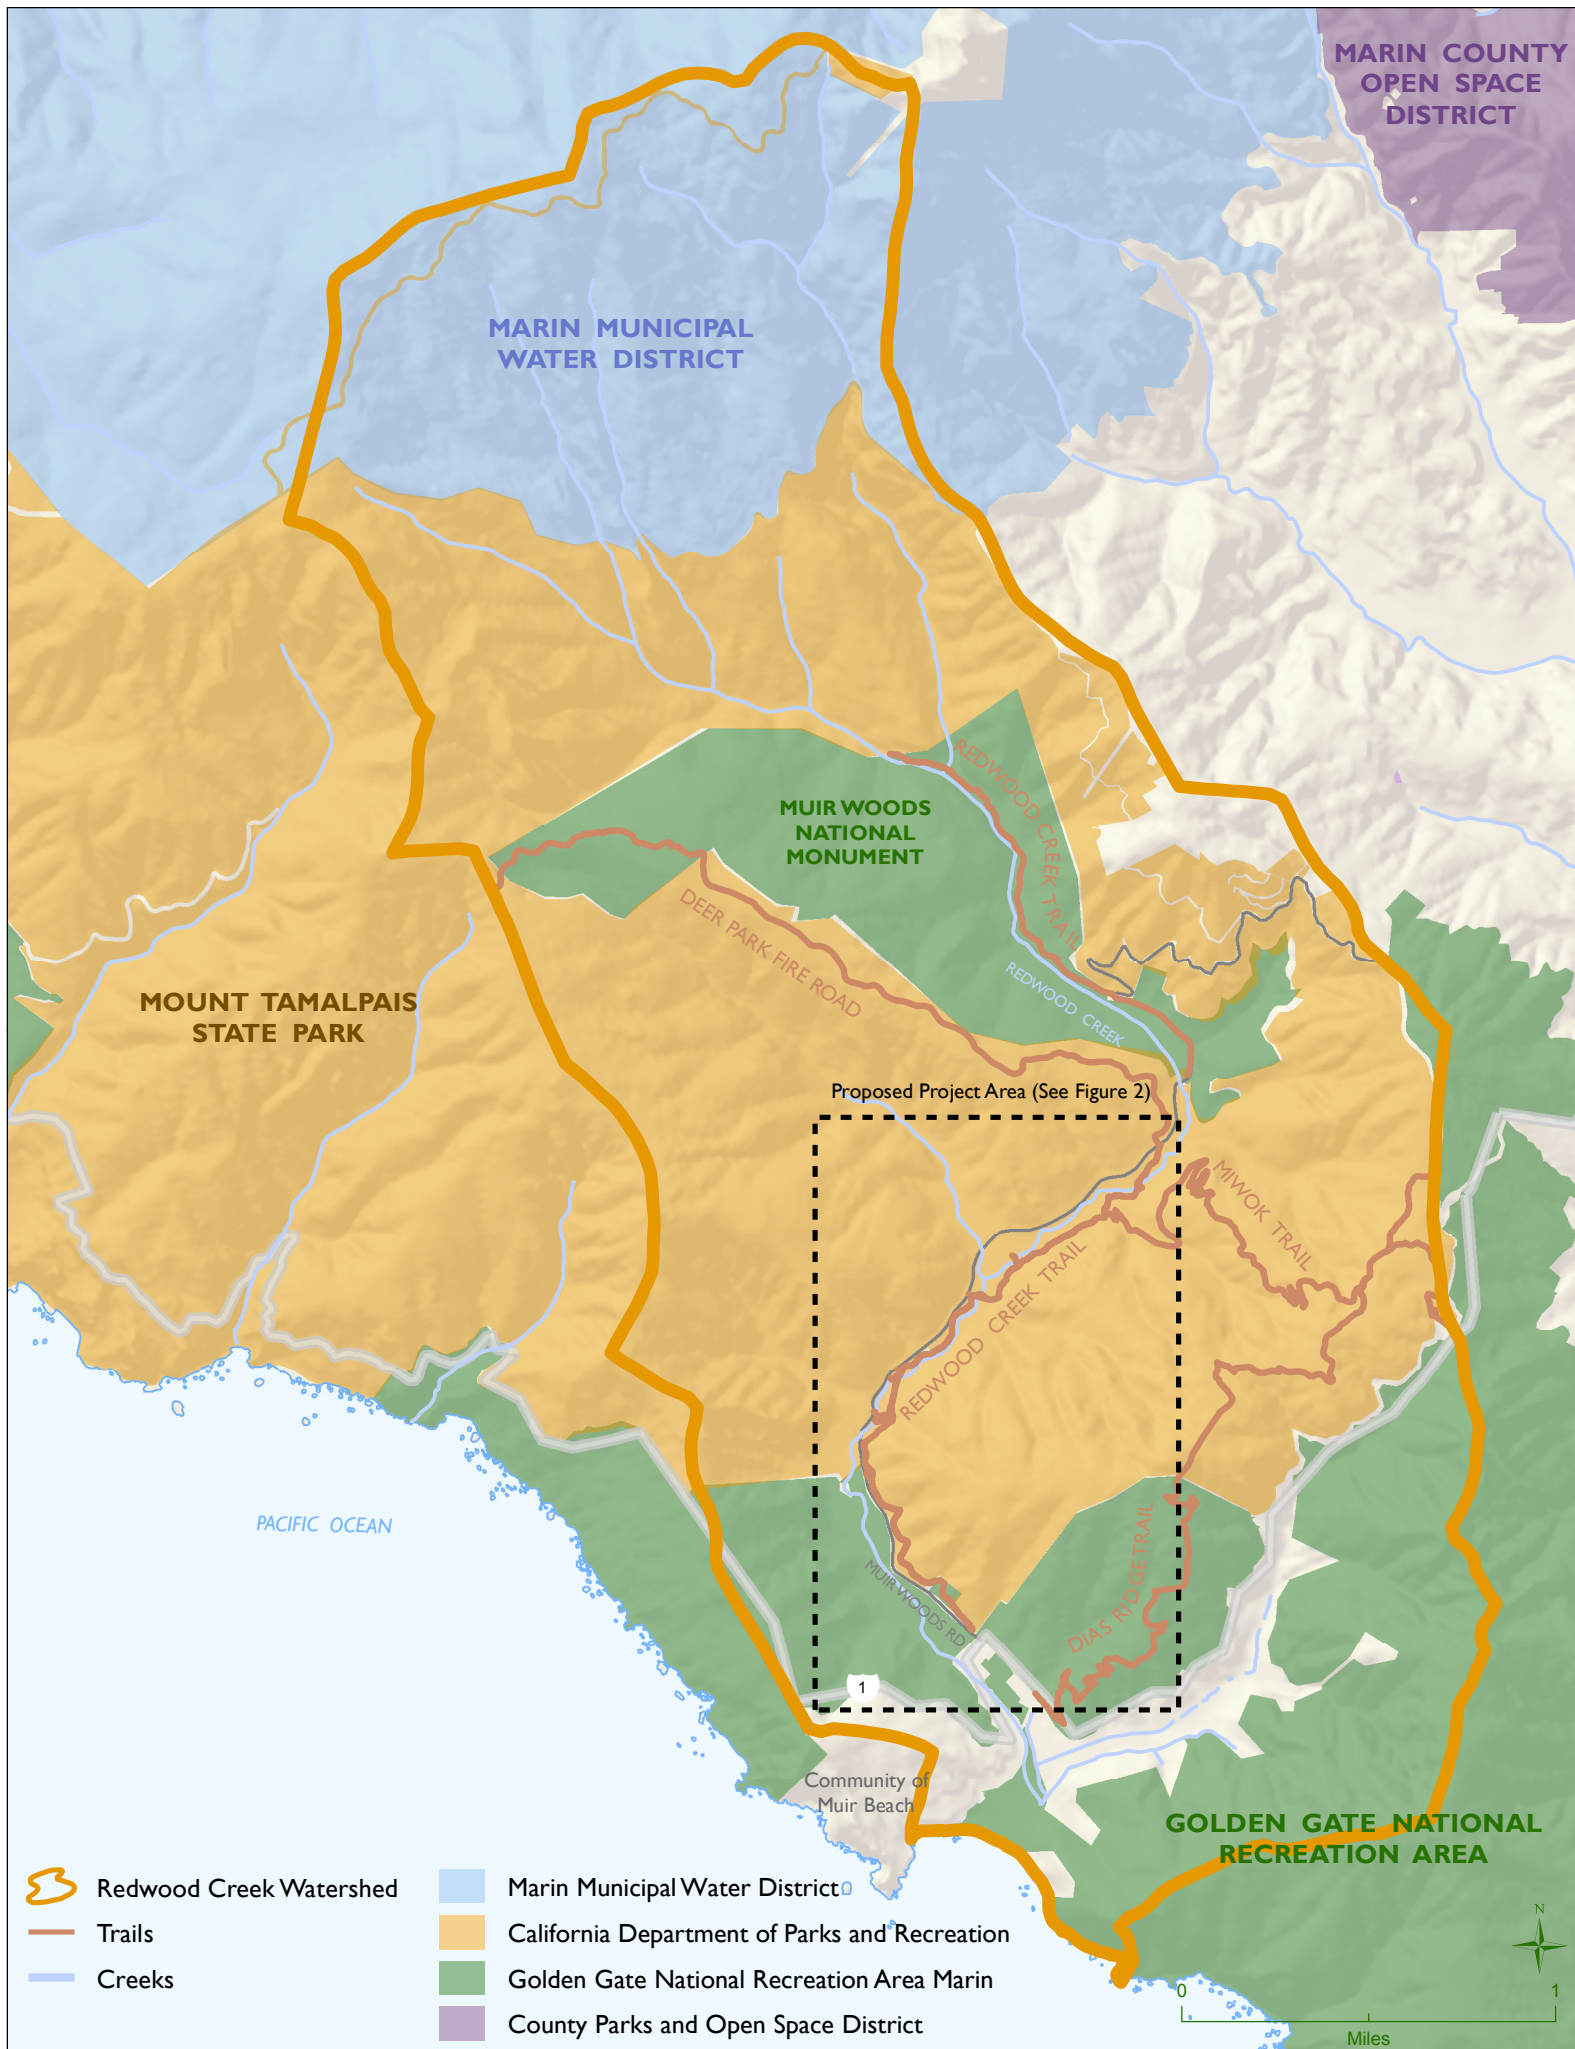 MARIN COUNTY
OPEN SPACE
DISTRICT
MARIN MUNICIPAL
WATER DISTRICT
REDWOOD CREEK TRAIL
MUIR WOODS
NATIONAL
MONUMENT
DEER PARK FIRE ROAD
REDWOOD CREEK
MOUNT TAMALPAIS
STATE PARK
Proposed Project Area (See Figure 2)
MIWOK TRAIL
REDWOOD CREEK TRAIL
PACIFIC OCEAN
DIAS RIDGE TRAIL
MUIR WOODS RD
1
Community of
Muir Beach
GOLDEN GATE NATIONAL
RECREATION AREA
Redwood Creek Watershed
Trails
Creeks
Marin Municipal Water District
California Department of Parks and Recreation
Golden Gate National Recreation Area Marin
County Parks and Open Space District
N
0 1
Miles